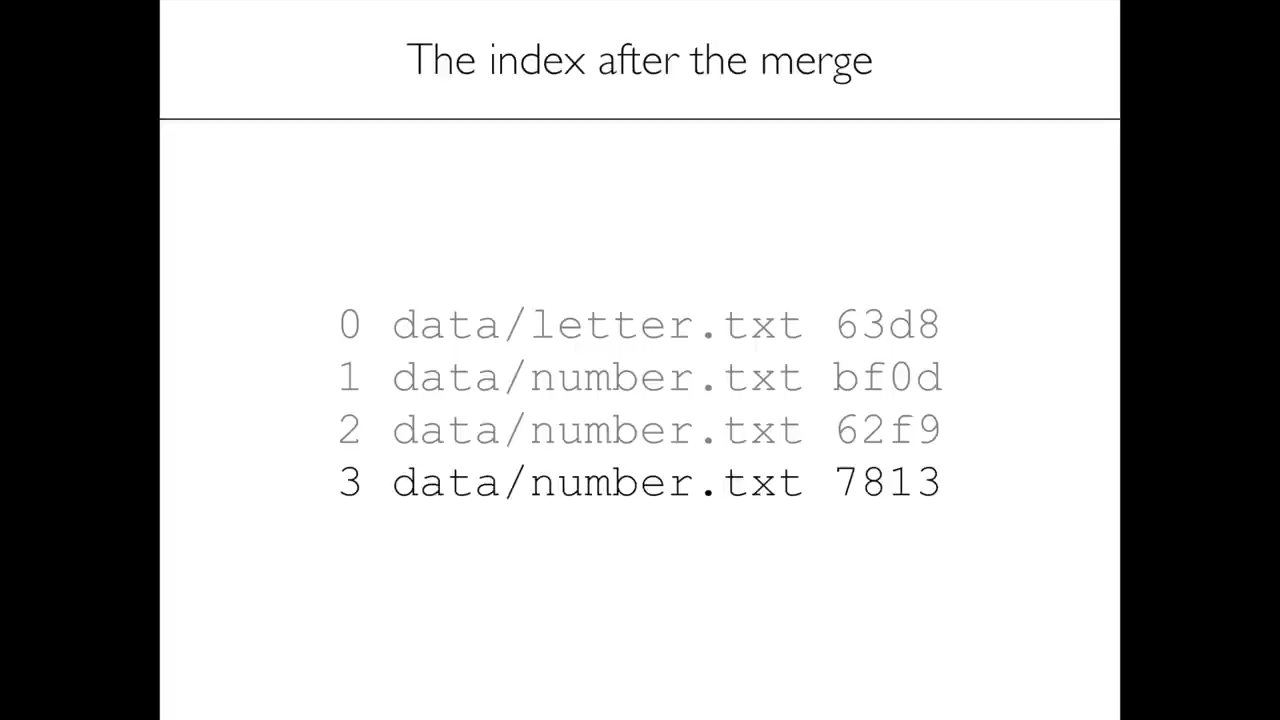 The index after the merge
0 data/letter.txt 63d8
1 data/number.txt bf0d
2 data/number.txt 62f9
3 data/number.txt 7813